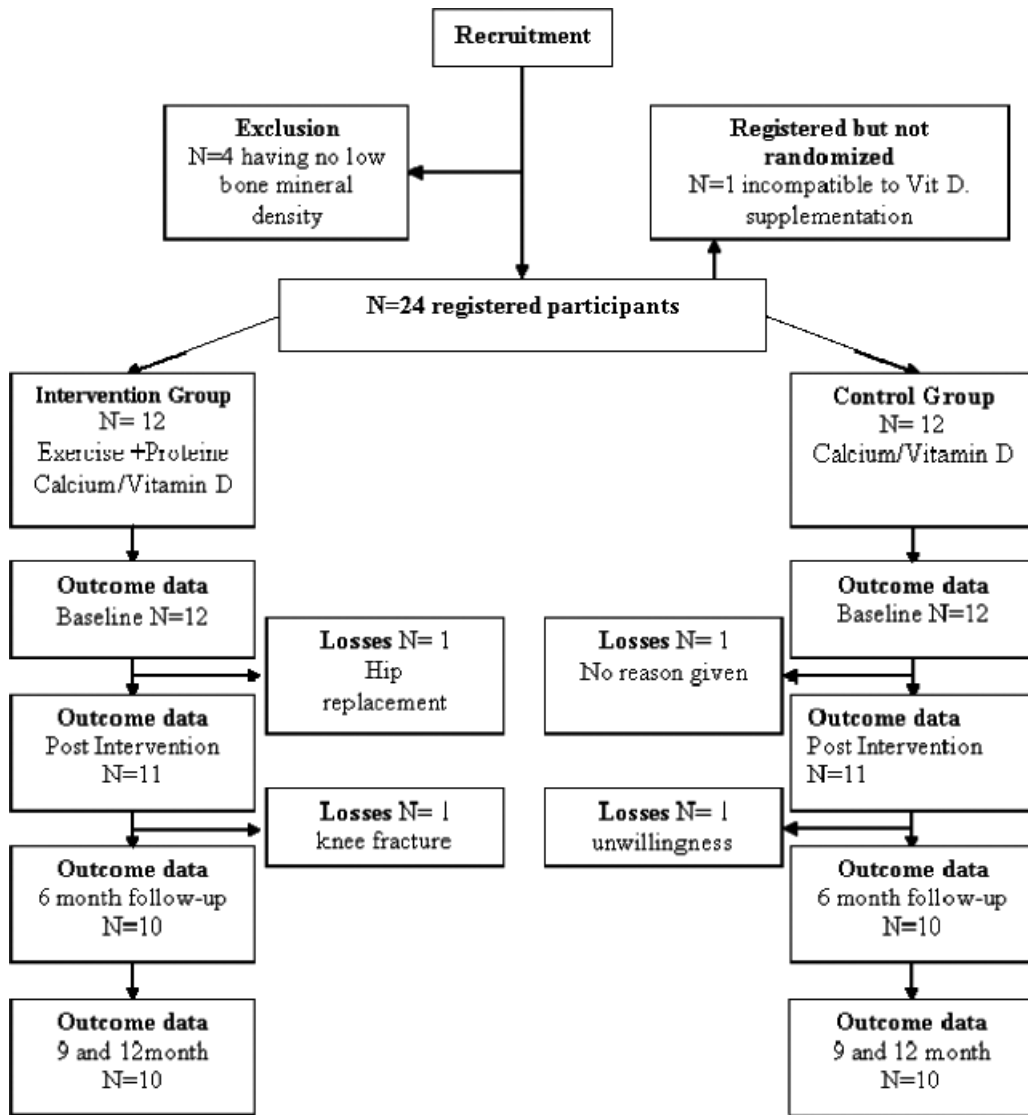 Recruitment
Exclusion
N=4 having no low
bone mineral
density
Registered but not
randomized
N=1 incompatible to Vit D.
supplementation
N=24 registered participants
Intervention Group
N= 12
Exercise +Proteine
Calcium/Vitamin D
Control Group
N= 12
Calcium/Vitamin D
Outcome data
Baseline N=12
Outcome data
Baseline N=12
Losses N= 1
Hip
replacement
Losses N= 1
No reason given
Outcome data
Post Intervention
N=11
Outcome data
Post Intervention
N=11
Losses N= 1
knee fracture
Losses N= 1
unwillingness
Outcome data
6 month follow-up
N=10
Outcome data
6 month follow-up
N=10
Outcome data
9 and 12month
N=10
Outcome data
9 and 12 month
N=10